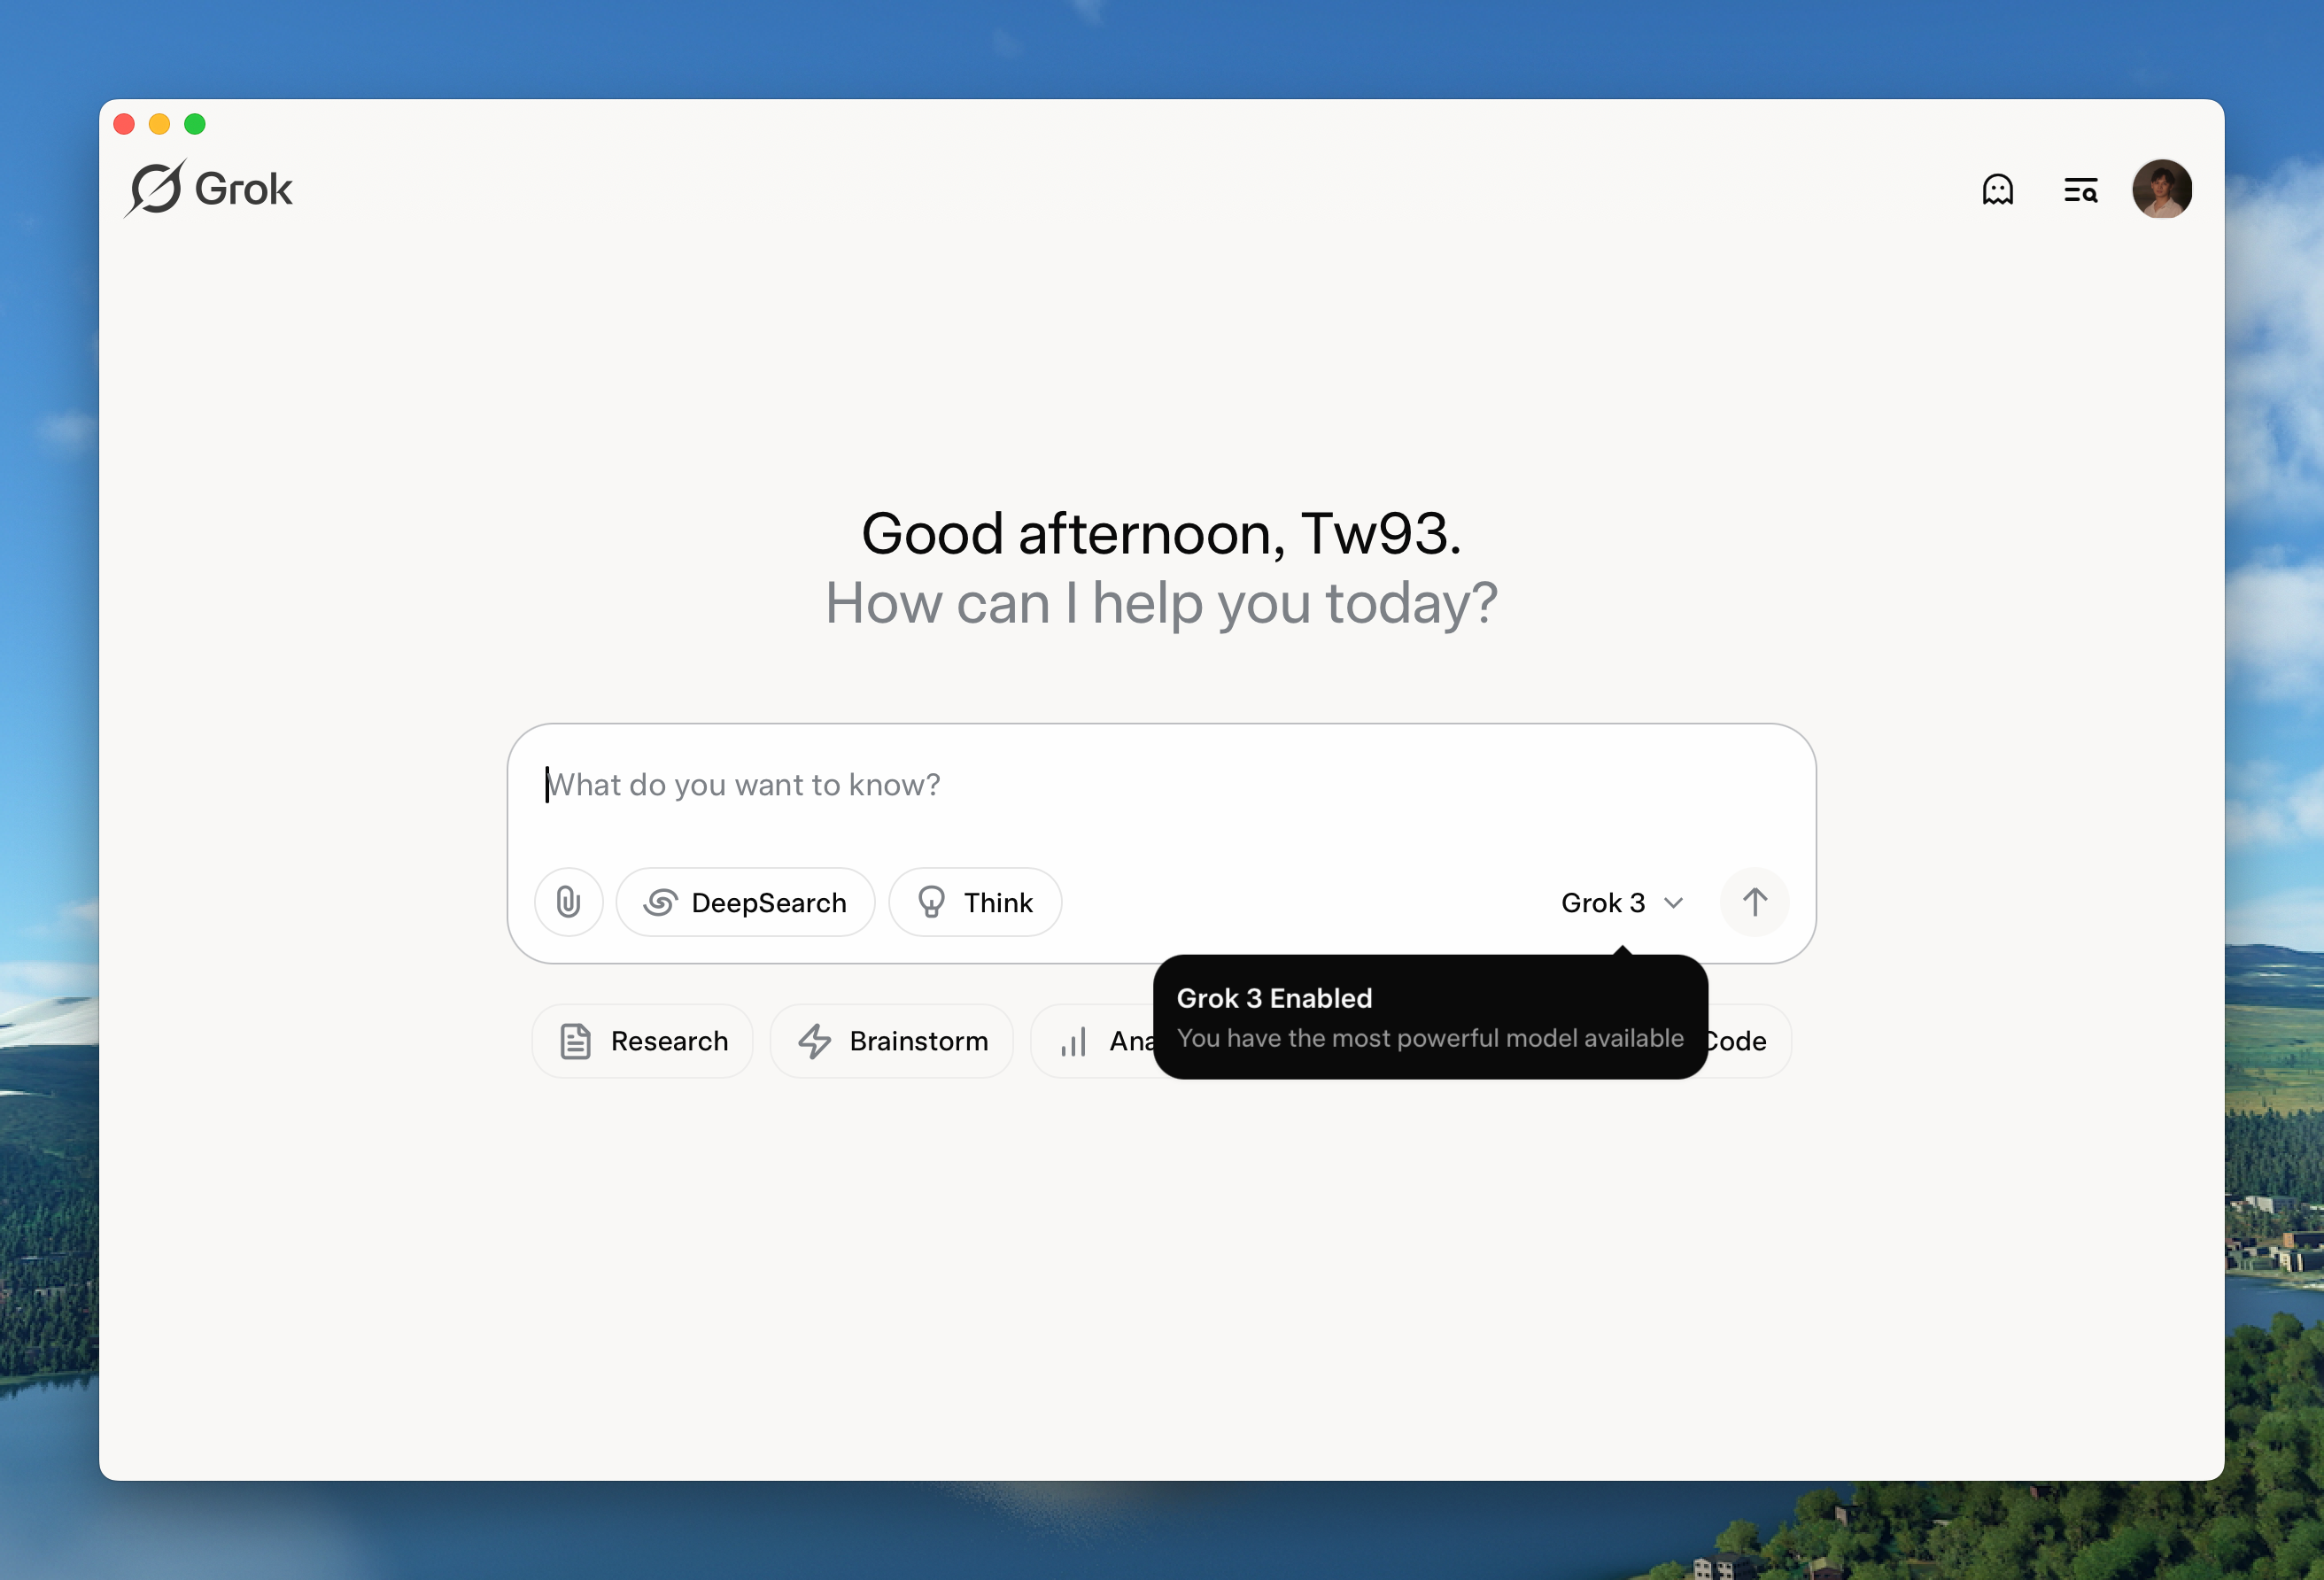 Grok
Good afternoon, Tw93.
How can I help you today?
What do you want to know?
DeepSearch
Think
Grok 3
Grok 3 Enabled
You have the most powerful model available
Research
Brainstorm
Code